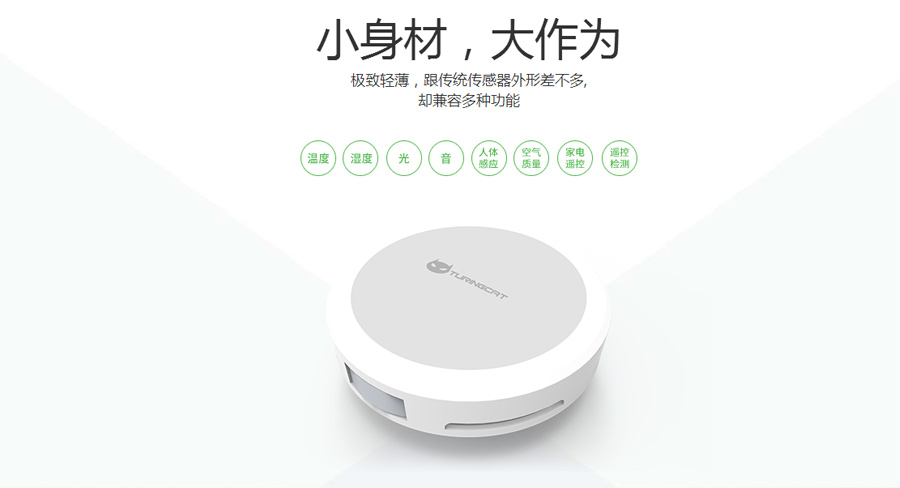 小身材，大作为
极致轻薄，跟传统传感器外形差不多,
却兼容多种功能
温度
湿度
光
音
人体
感应
空气
质量
家电
遥控
遥控
检测
TURINGCAT